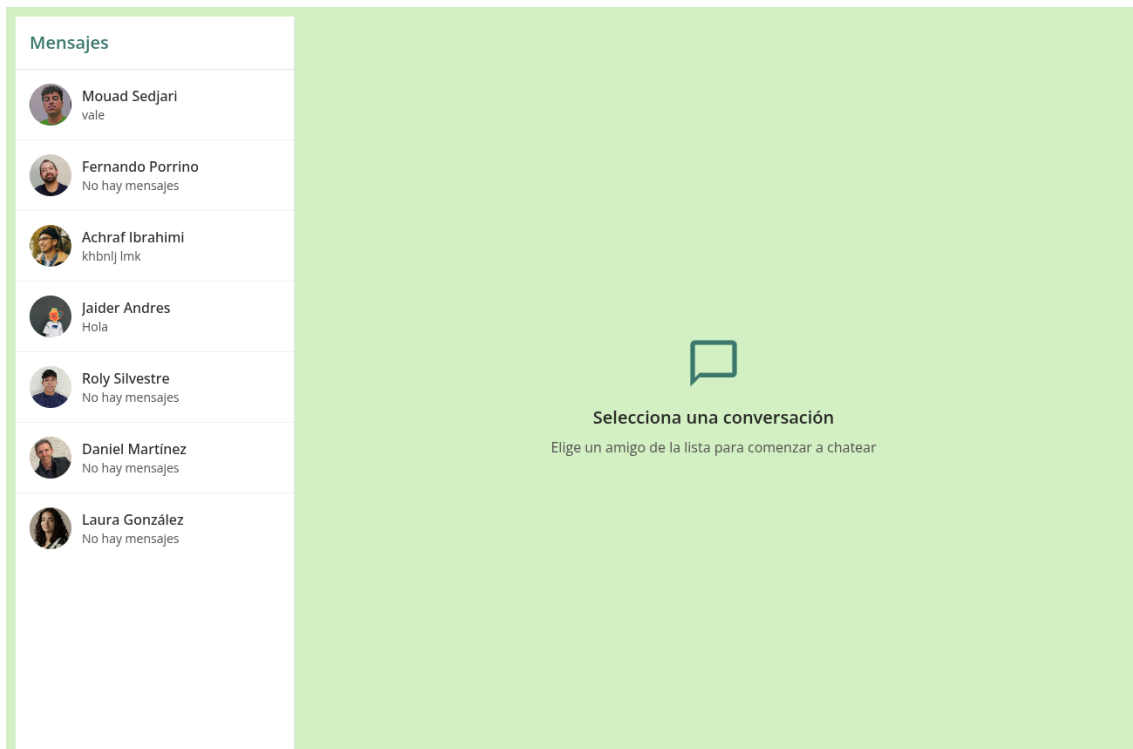 Mensajes
Mouad Sedjari
vale
Fernando Porrino
No hay mensajes
Achraf Ibrahimi
khbnlj lmk
Jaider Andres
Hola
Roly Silvestre
No hay mensajes
Daniel Martínez
No hay mensajes
Laura González
No hay mensajes
Selecciona una conversación
Elige un amigo de la lista para comenzar a chatear